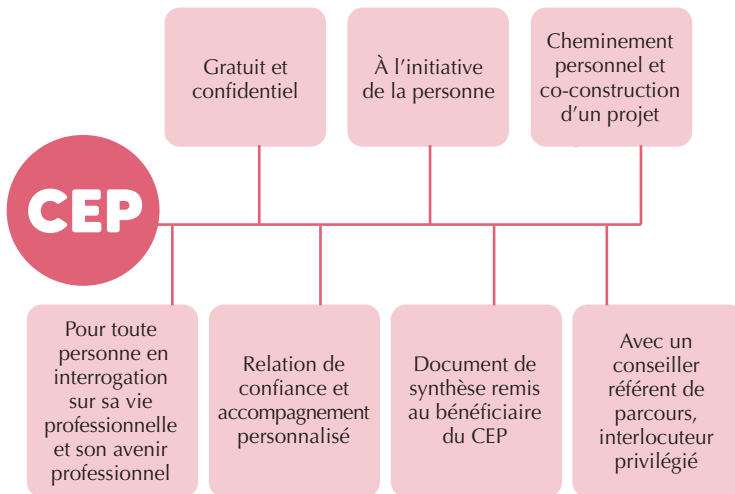 Gratuit et
confidentiel
À l’initiative
de la personne
Cheminement
personnel et
co-construction
d’un projet
CEP
Pour toute
personne en
interrogation
sur sa vie
professionnelle
et son avenir
professionnel
Relation de
confiance et
accompagnement
personnalisé
Document de
synthèse remis
au bénéficiaire
du CEP
Avec un
conseiller
référent de
parcours,
interlocuteur
privilégié